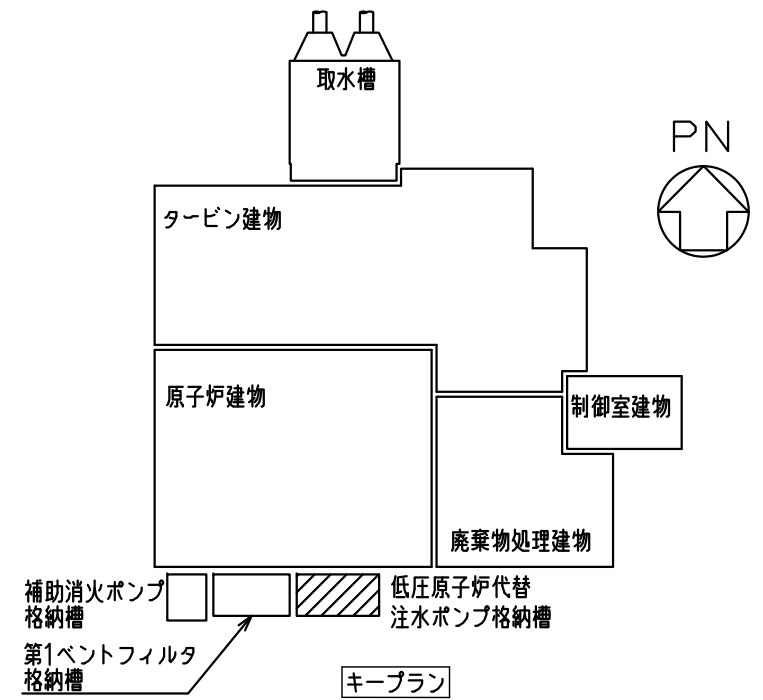 取水槽
PN
タービン建物
原子炉建物
制御室建物
廃棄物処理建物
補助消火ポンプ
格納槽
低圧原子炉代替
注水ポンプ格納槽
第1ベントフィルタ
格納槽
キープラン